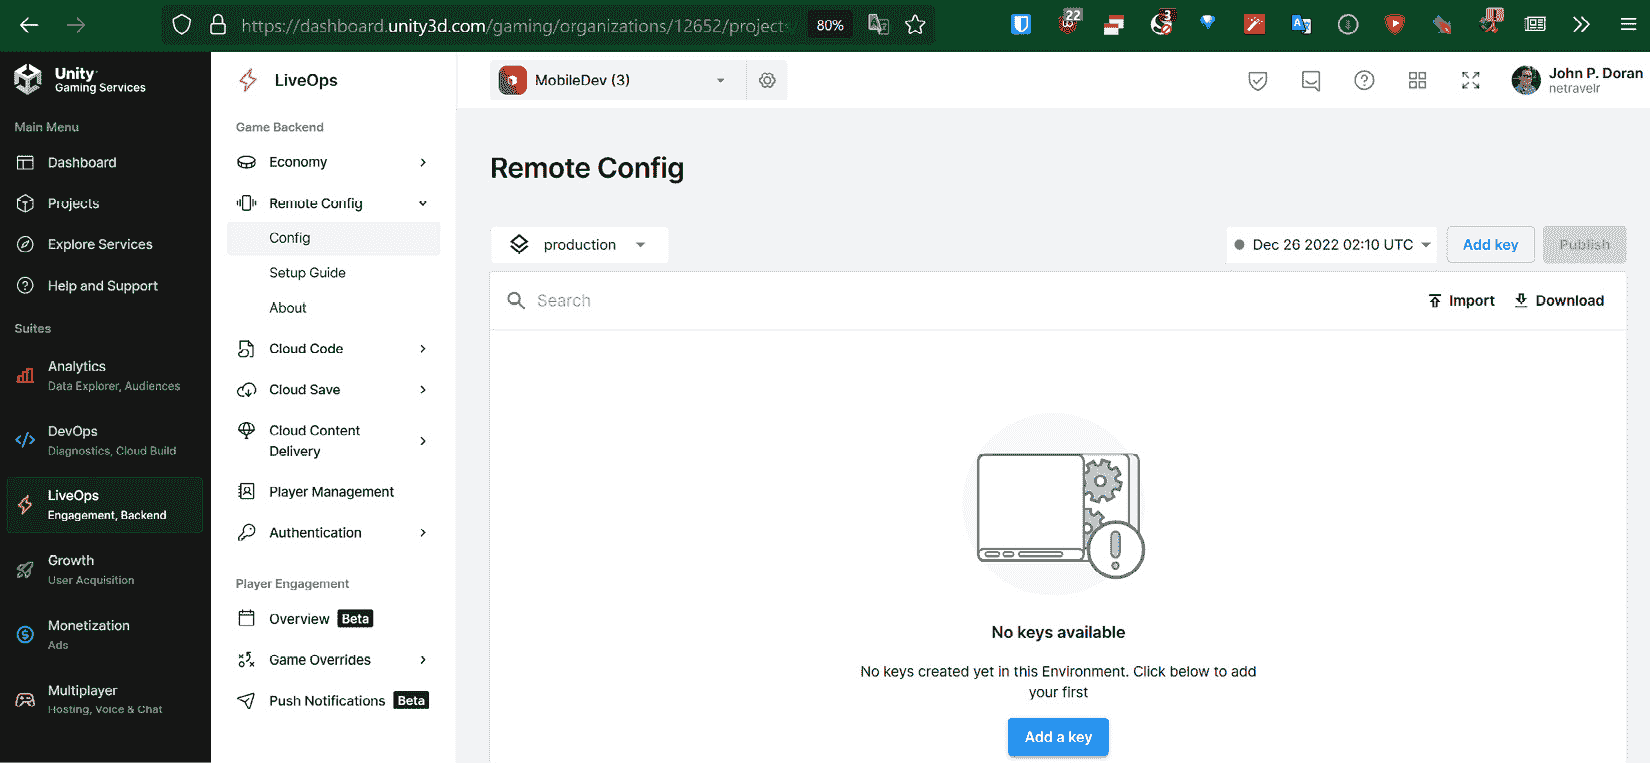 https://dashboard.unity3d.com/gaming/organizations/12652/project
80%
22
3
Unity
Gaming Services
Main Menu
Dashboard
Projects
Explore Services
Help and Support
Suites
Analytics
Data Explorer, Audiences
DevOps
Diagnostics, Cloud Build
LiveOps
Engagement, Backend
Growth
User Acquisition
Monetization
Ads
Multiplayer
Hosting, Voice & Chat
LiveOps
Game Backend
Economy
Remote Config
Config
Setup Guide
About
Cloud Code
Cloud Save
Cloud Content
Delivery
Player Management
Authentication
Player Engagement
Overview Beta
Game Overrides
Push Notifications Beta
MobileDev (3)
John P. Doran
netravelr
Remote Config
production
Dec 26 2022 02:10 UTC
Add key
Publish
Search
Import
Download
No keys available
No keys created yet in this Environment. Click below to add
your first
Add a key